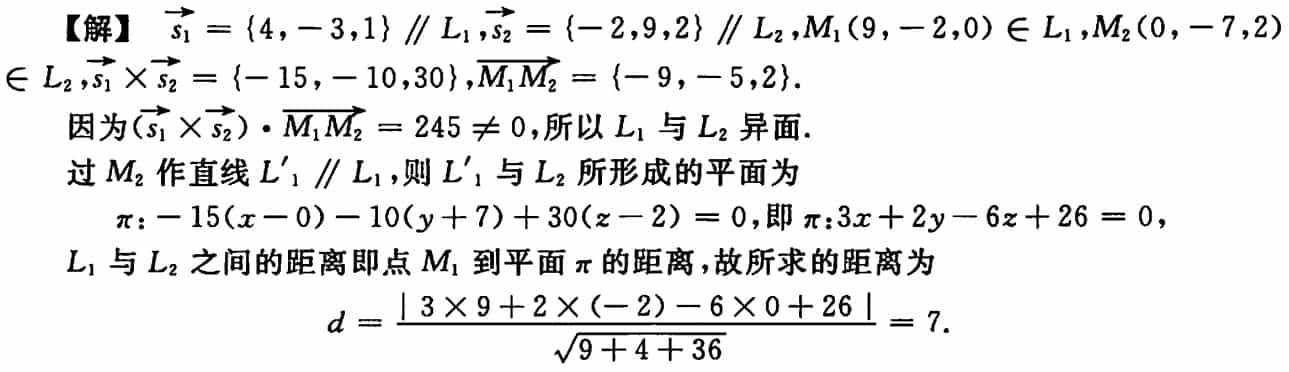 【解】 $\overrightarrow{s_1} = \{4, -3, 1\} \parallel L_1, \overrightarrow{s_2} = \{-2, 9, 2\} \parallel L_2, M_1(9, -2, 0) \in L_1, M_2(0, -7, 2)$
$\in L_2, \overrightarrow{s_1} \times \overrightarrow{s_2} = \{-15, -10, 30\}, \overrightarrow{M_1M_2} = \{-9, -5, 2\}.$
因为$(\overrightarrow{s_1} \times \overrightarrow{s_2}) \cdot \overrightarrow{M_1M_2} = 245 \neq 0$,所以 $L_1$ 与 $L_2$ 异面.
过 $M_2$ 作直线 $L'_1 \parallel L_1$,则 $L'_1$ 与 $L_2$ 所形成的平面为
$\pi: -15(x-0) - 10(y+7) + 30(z-2) = 0$,即 $\pi: 3x + 2y - 6z + 26 = 0$,
$L_1$ 与 $L_2$ 之间的距离即点 $M_1$ 到平面 $\pi$ 的距离,故所求的距离为
$d = \frac{|3 \times 9 + 2 \times (-2) - 6 \times 0 + 26|}{\sqrt{9+4+36}} = 7.$